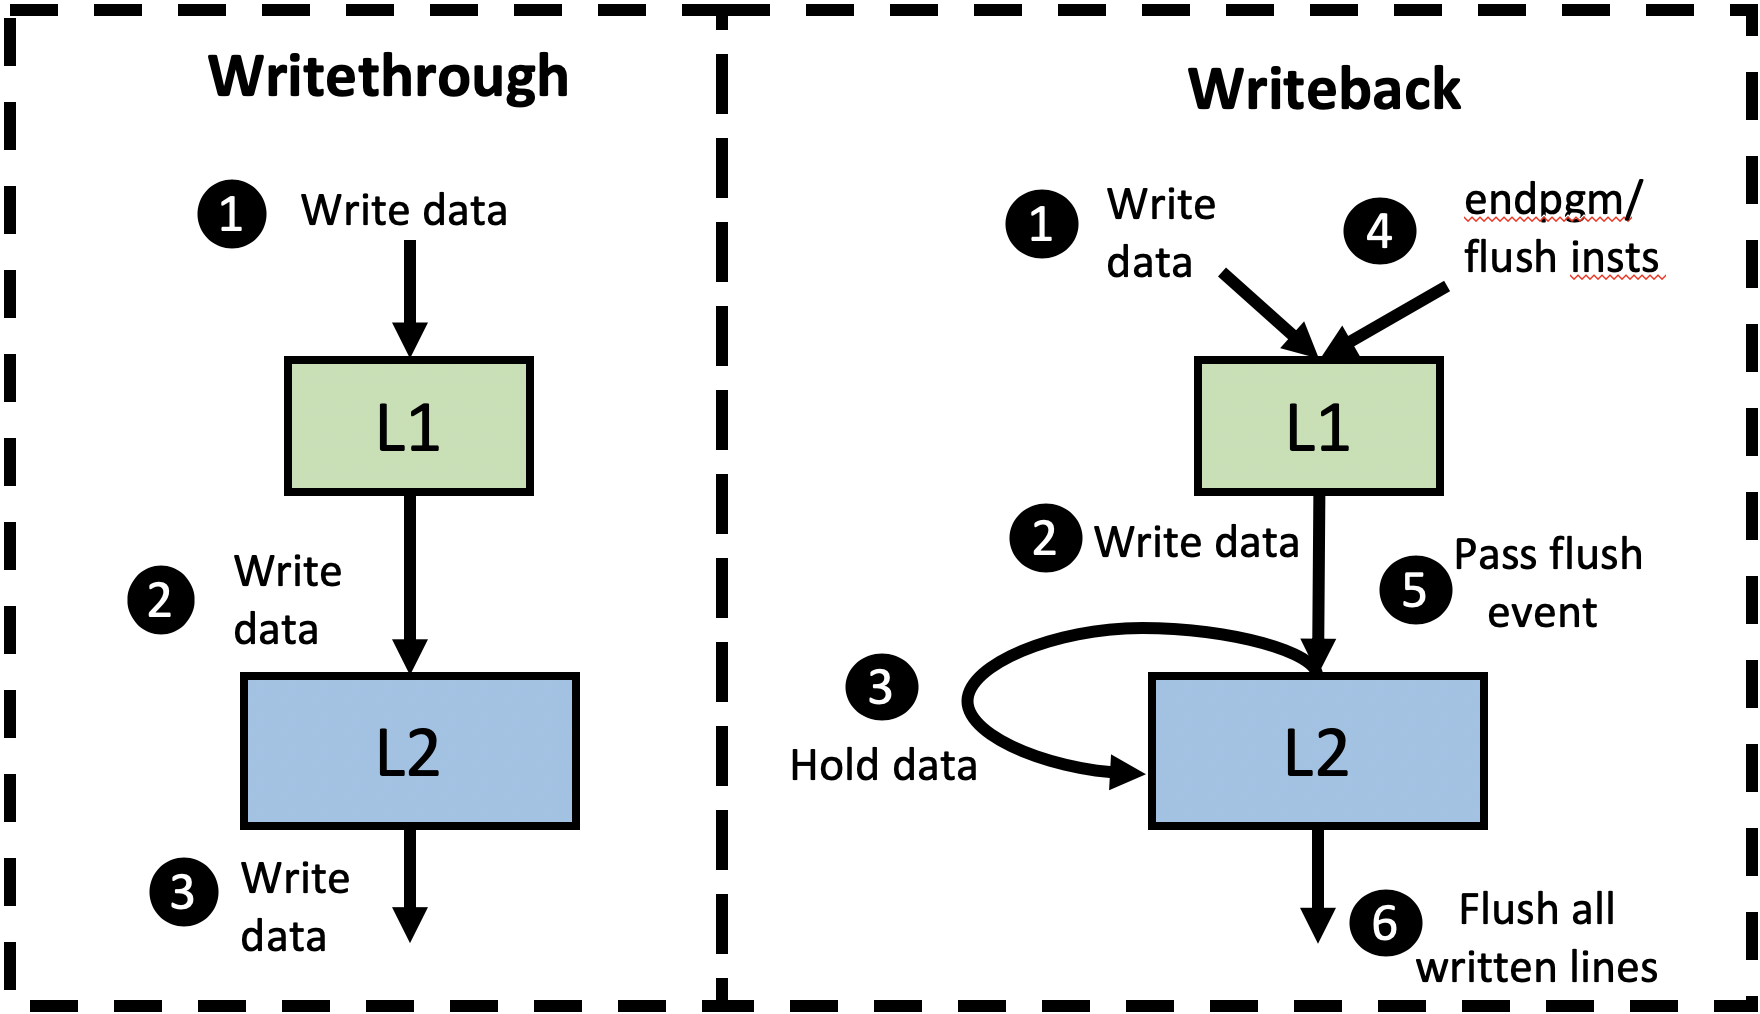 Writethrough
1 Write data
L1
2 Write
data
L2
3 Write
data
Writeback
1 Write
data
4 endpgm/
flush insts
L1
2 Write data
5 Pass flush
event
3
Hold data
L2
6 Flush all
written lines